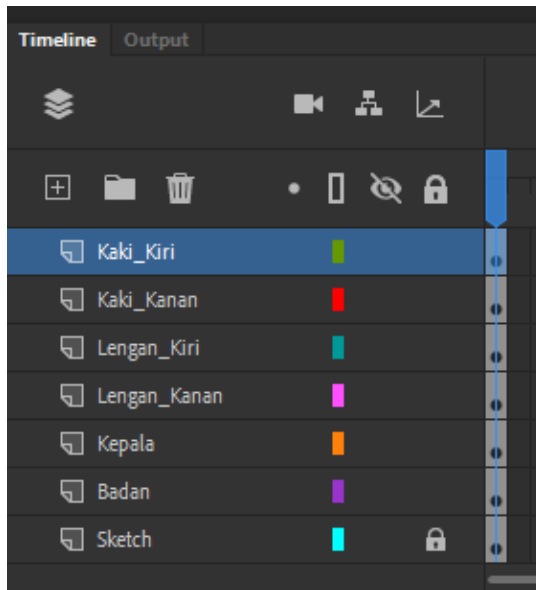 Timeline Output
Kaki_Kiri
Kaki_Kanan
Lengan_Kiri
Lengan_Kanan
Kepala
Badan
Sketch